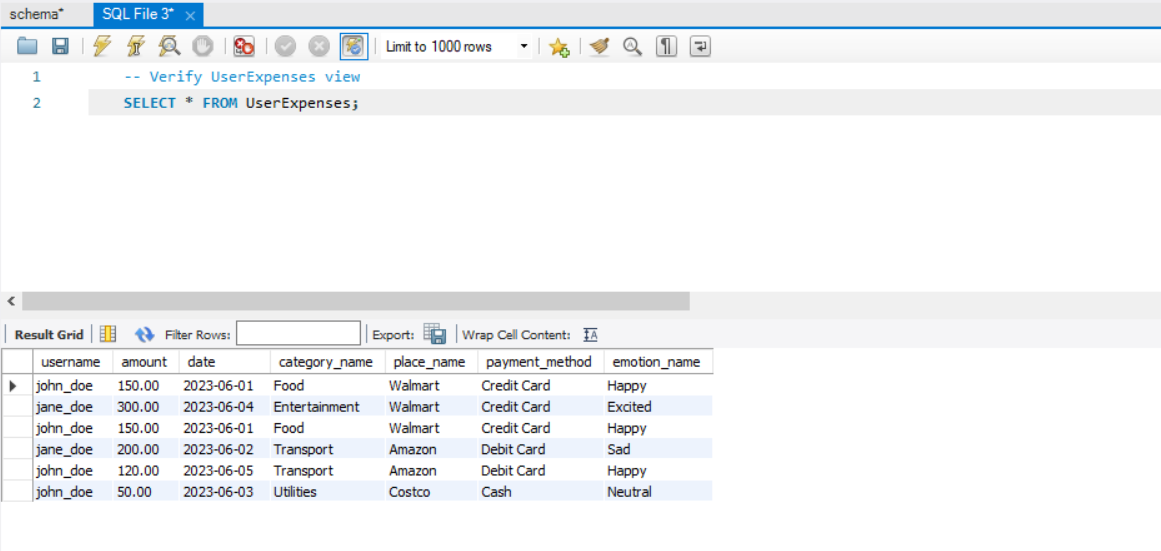 schema*
SQL File 3*
Limit to 1000 rows
1 -- Verify UserExpenses view
2 SELECT * FROM UserExpenses;
Result Grid Filter Rows: Export: Wrap Cell Content: IA
username amount date category_name place_name payment_method emotion_name
john_doe 150.00 2023-06-01 Food Walmart Credit Card Happy
jane_doe 300.00 2023-06-04 Entertainment Walmart Credit Card Excited
john_doe 150.00 2023-06-01 Food Walmart Credit Card Happy
jane_doe 200.00 2023-06-02 Transport Amazon Debit Card Sad
john_doe 120.00 2023-06-05 Transport Amazon Debit Card Happy
john_doe 50.00 2023-06-03 Utilities Costco Cash Neutral